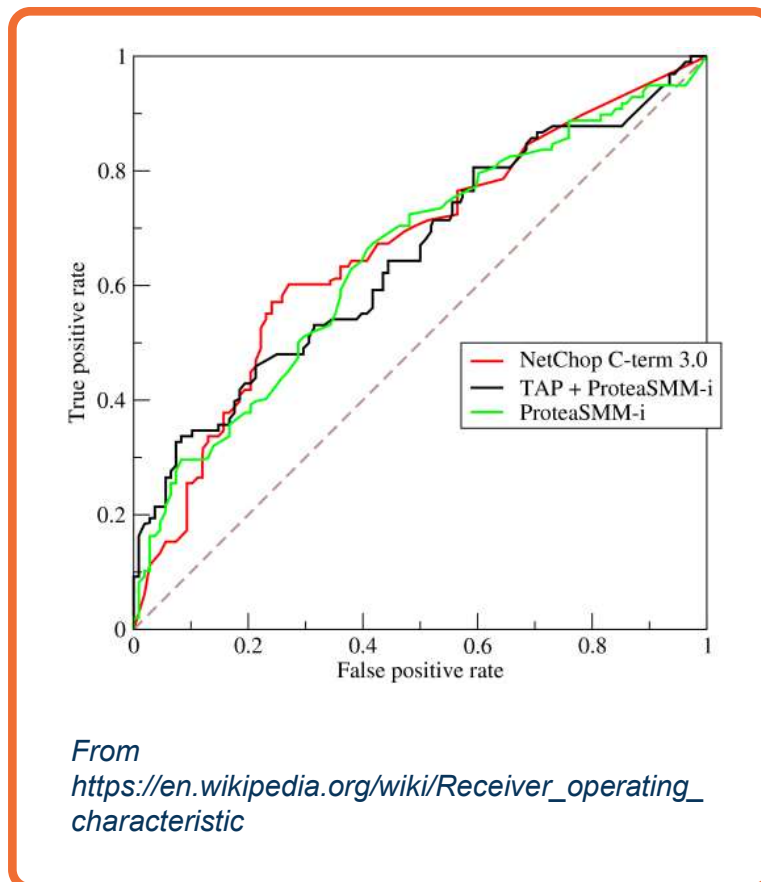 1
0.8
0.6
0.4
0.2
0
True positive rate
NetChop C-term 3.0
TAP + ProteaSMM-i
ProteaSMM-i
0
0.2
0.4
0.6
0.8
1
False positive rate
From
https://en.wikipedia.org/wiki/Receiver_operating_
characteristic